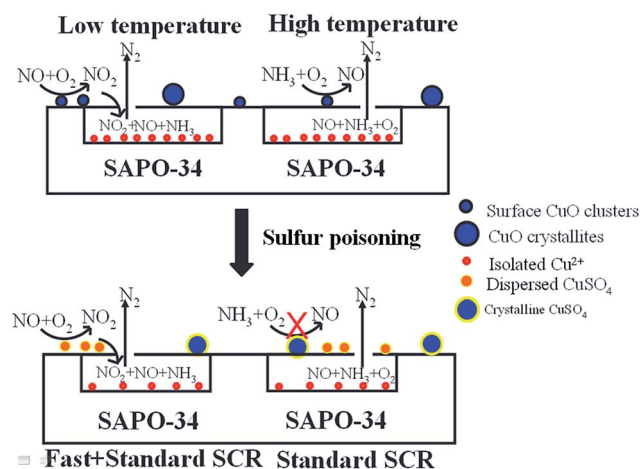 Low temperature
High temperature
N2
N2
NO+O2
NO2
NH3+O2
NO
NO2+NO+NH3
NO+NH3+O2
SAPO-34
SAPO-34
Sulfur poisoning
Surface CuO clusters
CuO crystallites
Isolated Cu2+
Dispersed CuSO4
Crystalline CuSO4
N2
N2
NO+O2
NO2
NH3+O2
NO
NO2+NO+NH3
NO+NH3+O2
SAPO-34
SAPO-34
Fast+Standard SCR
Standard SCR